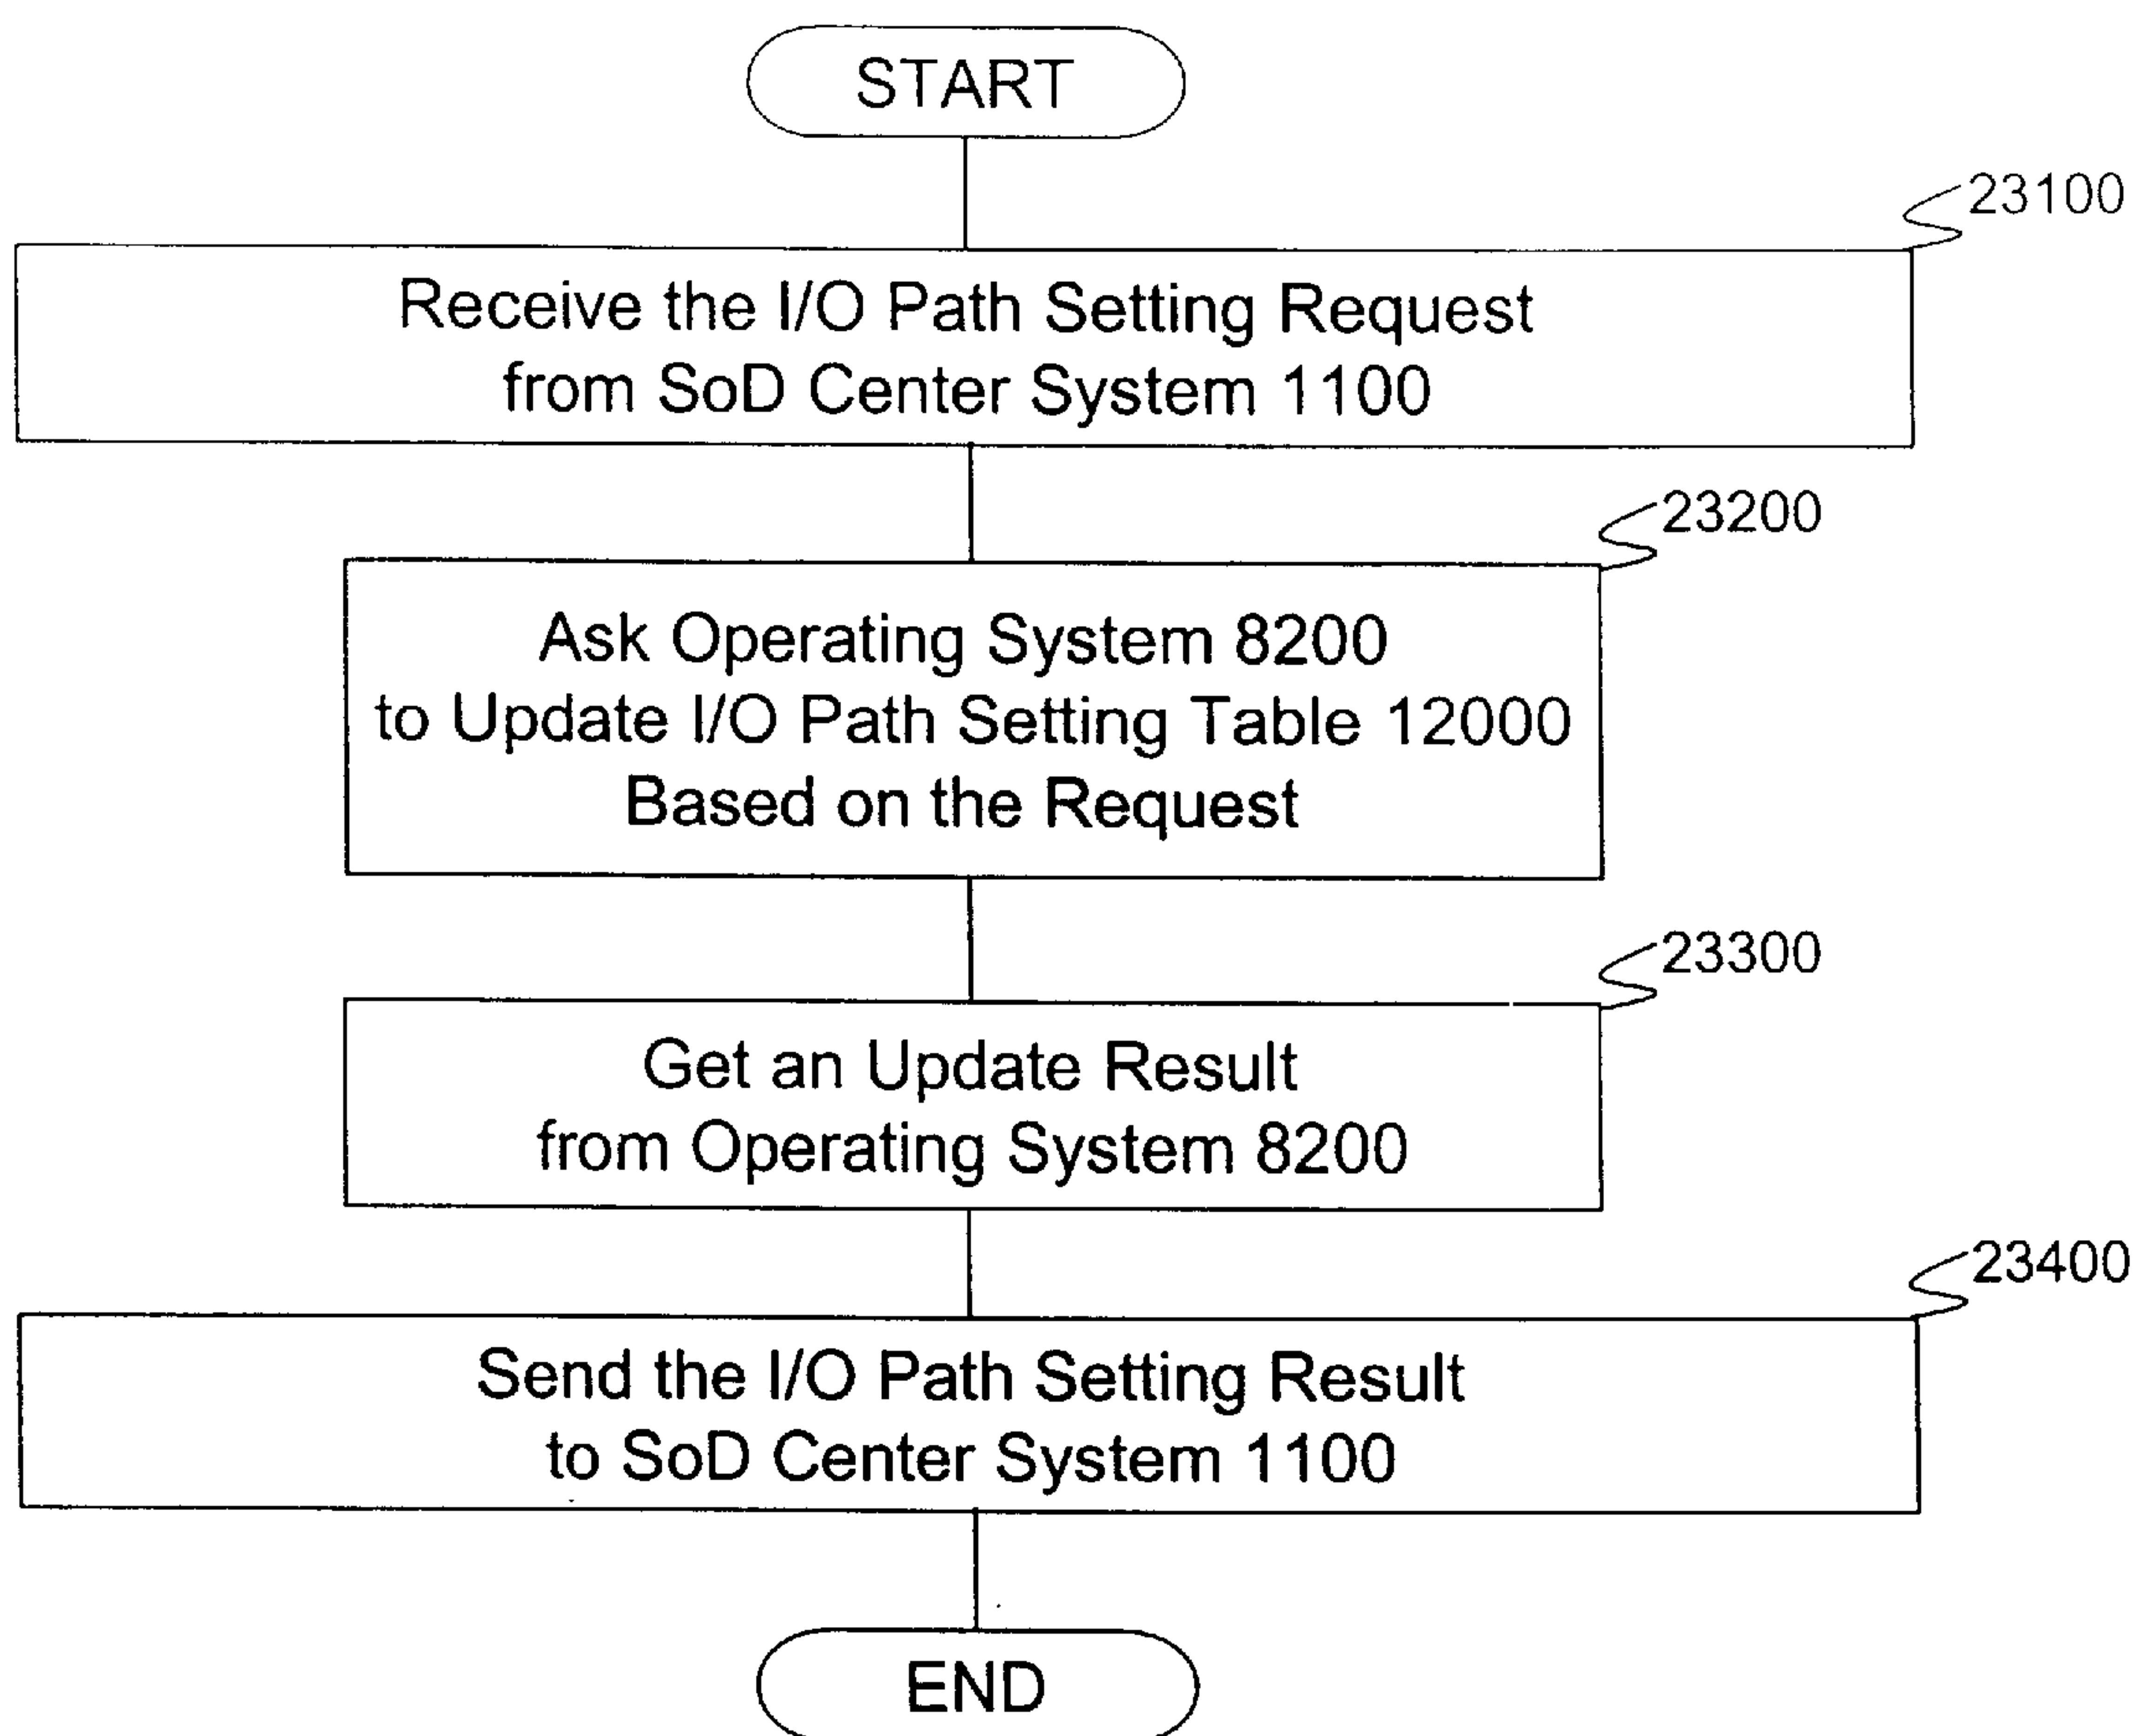 START
23100
Receive the I/O Path Setting Request
from SoD Center System 1100
23200
Ask Operating System 8200
to Update I/O Path Setting Table 12000
Based on the Request
23300
Get an Update Result
from Operating System 8200
23400
Send the I/O Path Setting Result
to SoD Center System 1100
END